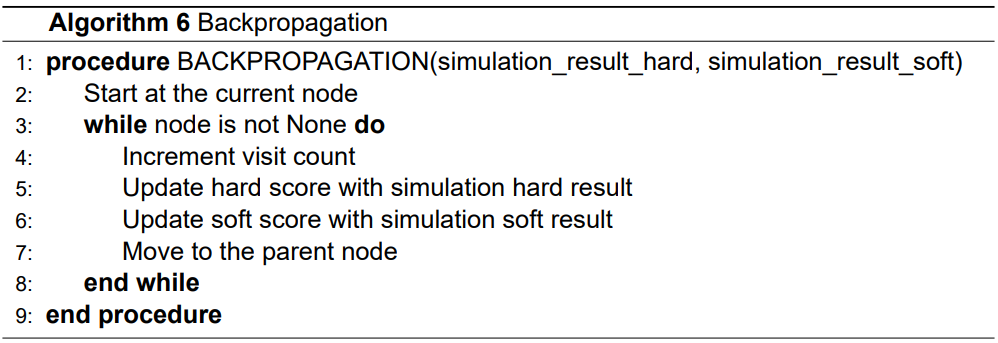 Algorithm 6 Backpropagation
1: procedure BACKPROPAGATION(simulation_result_hard, simulation_result_soft)
2: Start at the current node
3: while node is not None do
4: Increment visit count
5: Update hard score with simulation hard result
6: Update soft score with simulation soft result
7: Move to the parent node
8: end while
9: end procedure